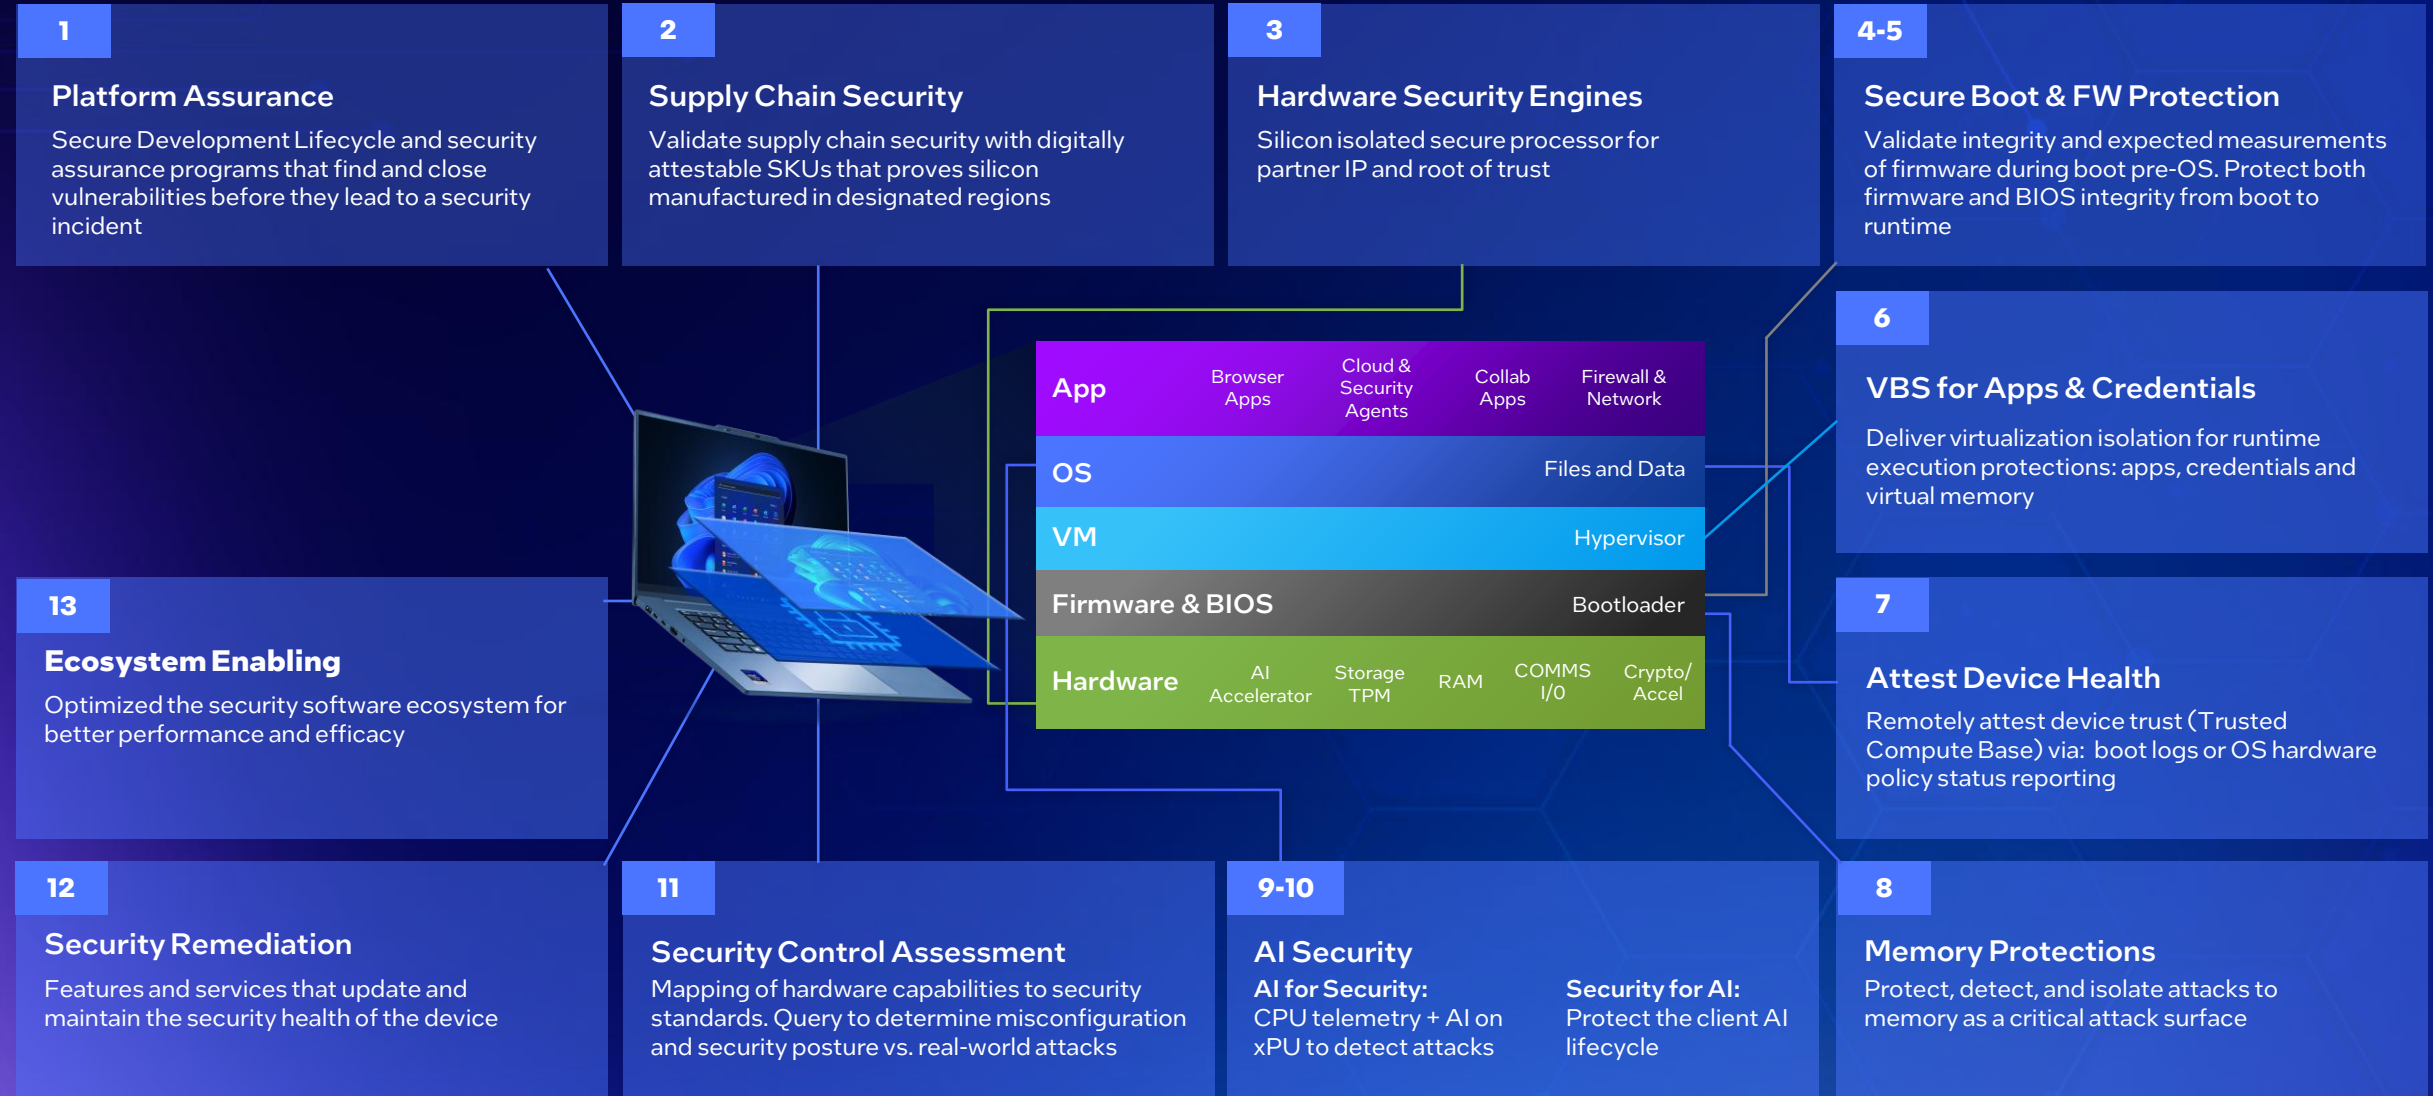 1
Platform Assurance
Secure Development Lifecycle and security
assurance programs that find and close
vulnerabilities before they lead to a security
incident
2
Supply Chain Security
Validate supply chain security with digitally
attestable SKUs that proves silicon
manufactured in designated regions
3
Hardware Security Engines
Silicon isolated secure processor for
partner IP and root of trust
4-5
Secure Boot & FW Protection
Validate integrity and expected measurements
of firmware during boot pre-OS. Protect both
firmware and BIOS integrity from boot to
runtime
App
Browser
Apps
Cloud &
Security
Agents
Collab
Apps
Firewall &
Network
OS
Files and Data
VM
Hypervisor
Firmware & BIOS
Bootloader
Hardware
AI
Accelerator
Storage
TPM
RAM
COMMS
I/0
Crypto/
Accel
6
VBS for Apps & Credentials
Deliver virtualization isolation for runtime
execution protections: apps, credentials and
virtual memory
7
Attest Device Health
Remotely attest device trust (Trusted
Compute Base) via: boot logs or OS hardware
policy status reporting
13
Ecosystem Enabling
Optimized the security software ecosystem for
better performance and efficacy
12
Security Remediation
Features and services that update and
maintain the security health of the device
11
Security Control Assessment
Mapping of hardware capabilities to security
standards. Query to determine misconfiguration
and security posture vs. real-world attacks
9-10
AI Security
AI for Security:
CPU telemetry + AI on
xPU to detect attacks
Security for AI:
Protect the client AI
lifecycle
8
Memory Protections
Protect, detect, and isolate attacks to
memory as a critical attack surface